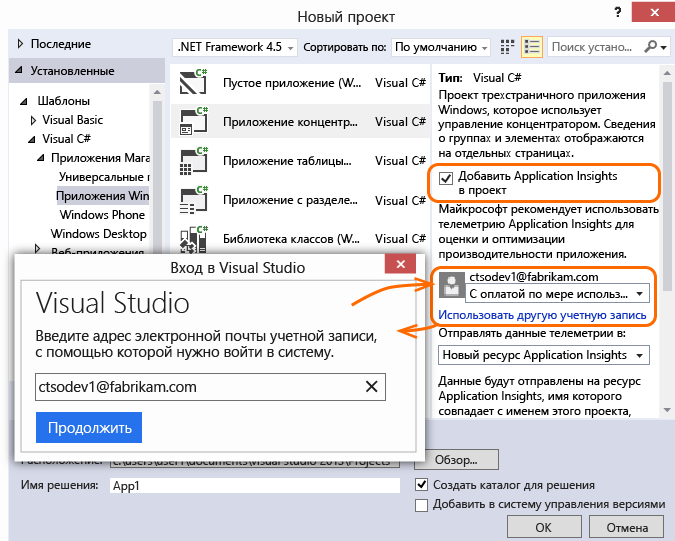 Новый проект
?
Последние
Установленные
Шаблоны
Visual Basic
Visual C#
Приложения Мага
Универсальные п
Приложения Win
Windows Phone
Windows Desktop
Веб-приложения
.NET Framework 4.5
Сортировать по:
По умолчанию
Поиск устано...
Пустое приложение (W...
Visual C#
Приложение концентр...
Visual C#
Приложение таблицы...
Visual C#
Приложение с разделе...
Visual C#
Библиотека классов (W...
Visual C#
Тип: Visual C#
Проект трехстраничного приложения
Windows, которое использует
управление концентратором. Сведения
о группах и элементах отображаются
на отдельных страницах.
Добавить Application Insights
в проект
Майкрософт рекомендует использовать
телеметрию Application Insights для
оценки и оптимизации
производительности приложения.
ctsodev1@fabrikam.com
С оплатой по мере использ...
Использовать другую учетную запись
Отправлять данные телеметрии в:
Новый ресурс Application Insights
Данные будут отправлены на ресурс
Application Insights, имя которого
совпадает с именем этого проекта,
Вход в Visual Studio
Visual Studio
Введите адрес электронной почты учетной записи,
с помощью которой нужно войти в систему.
ctsodev1@fabrikam.com
Продолжить
Расположение:
c:\users\user1\documents\visual studio 2013\Projects
Обзор...
Имя решения:
App1
Создать каталог для решения
Добавить в систему управления версиями
OK
Отмена